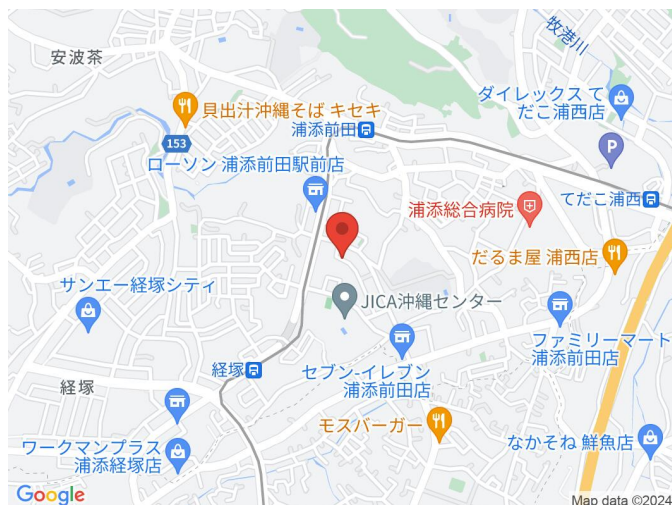 安波茶
牧港川
ダイレックス て
だこ浦西店
貝出汁沖縄そば キセキ
浦添前田
153
P
ローソン 浦添前田駅前店
浦添総合病院
てだこ浦西
だるま屋 浦西店
サンエー経塚シティ
JICA沖縄センター
ファミリーマート
浦添前田店
経塚
セブン-イレブン
浦添前田店
経塚
モスバーガー
ワークマンプラス
浦添経塚店
なかそね 鮮魚店
Google
Map data ©2024